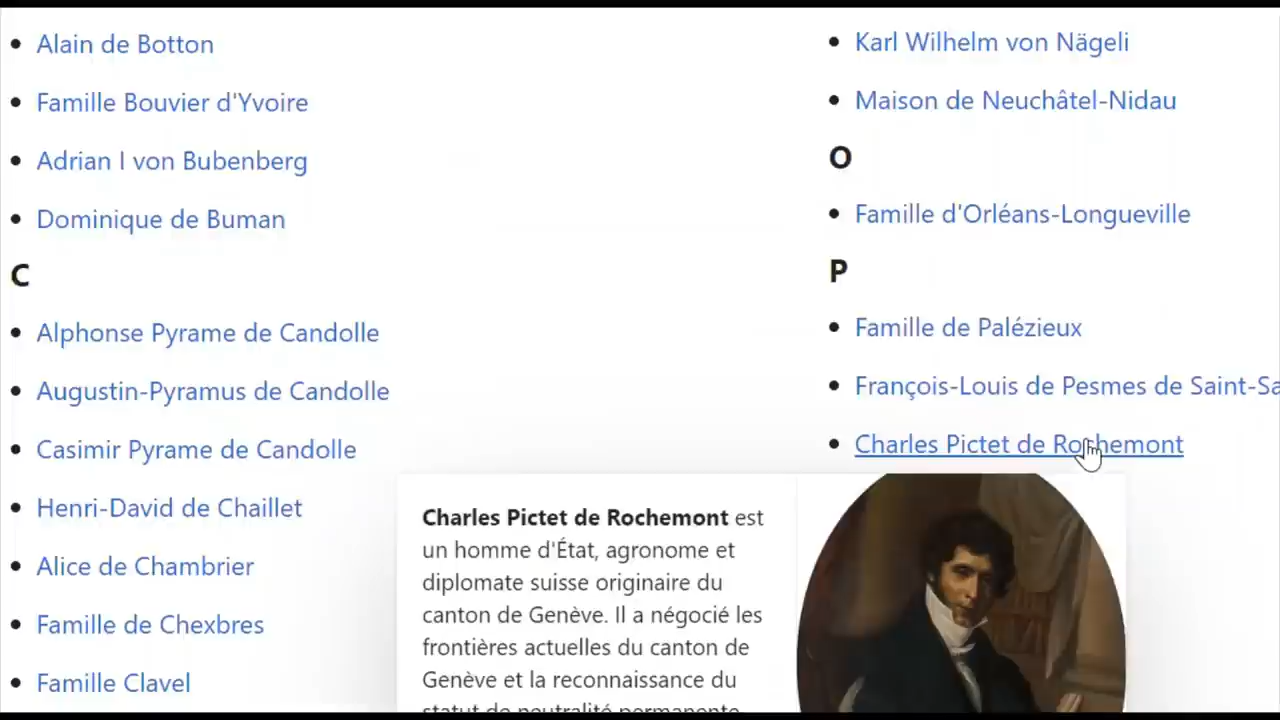 Alain de Botton
Famille Bouvier d'Yvoire
Adrian I von Bubenberg
Dominique de Buman
C
Alphonse Pyrame de Candolle
Augustin-Pyramus de Candolle
Casimir Pyrame de Candolle
Henri-David de Chaillet
Alice de Chambrier
Famille de Chexbres
Famille Clavel
Karl Wilhelm von Nägeli
Maison de Neuchâtel-Nidau
O
Famille d'Orléans-Longueville
P
Famille de Palézieux
François-Louis de Pesmes de Saint-Sa
Charles Pictet de Rochemont
Charles Pictet de Rochemont est
un homme d'État, agronome et
diplomate suisse originaire du
canton de Genève. Il a négocié les
frontières actuelles du canton de
Genève et la reconnaissance du
statut de neutralité permanente